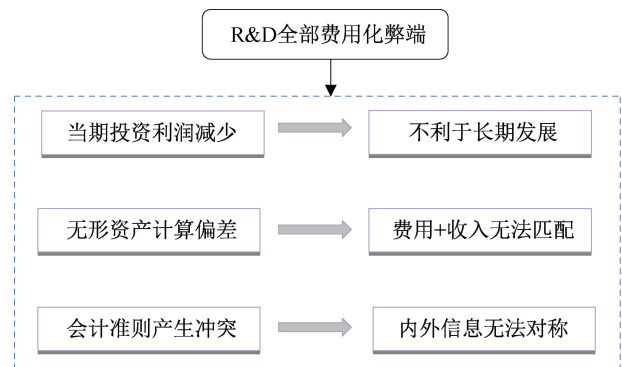 R&D全部费用化弊端
当期投资利润减少
不利于长期发展
无形资产计算偏差
费用+收入无法匹配
会计准则产生冲突
内外信息无法对称